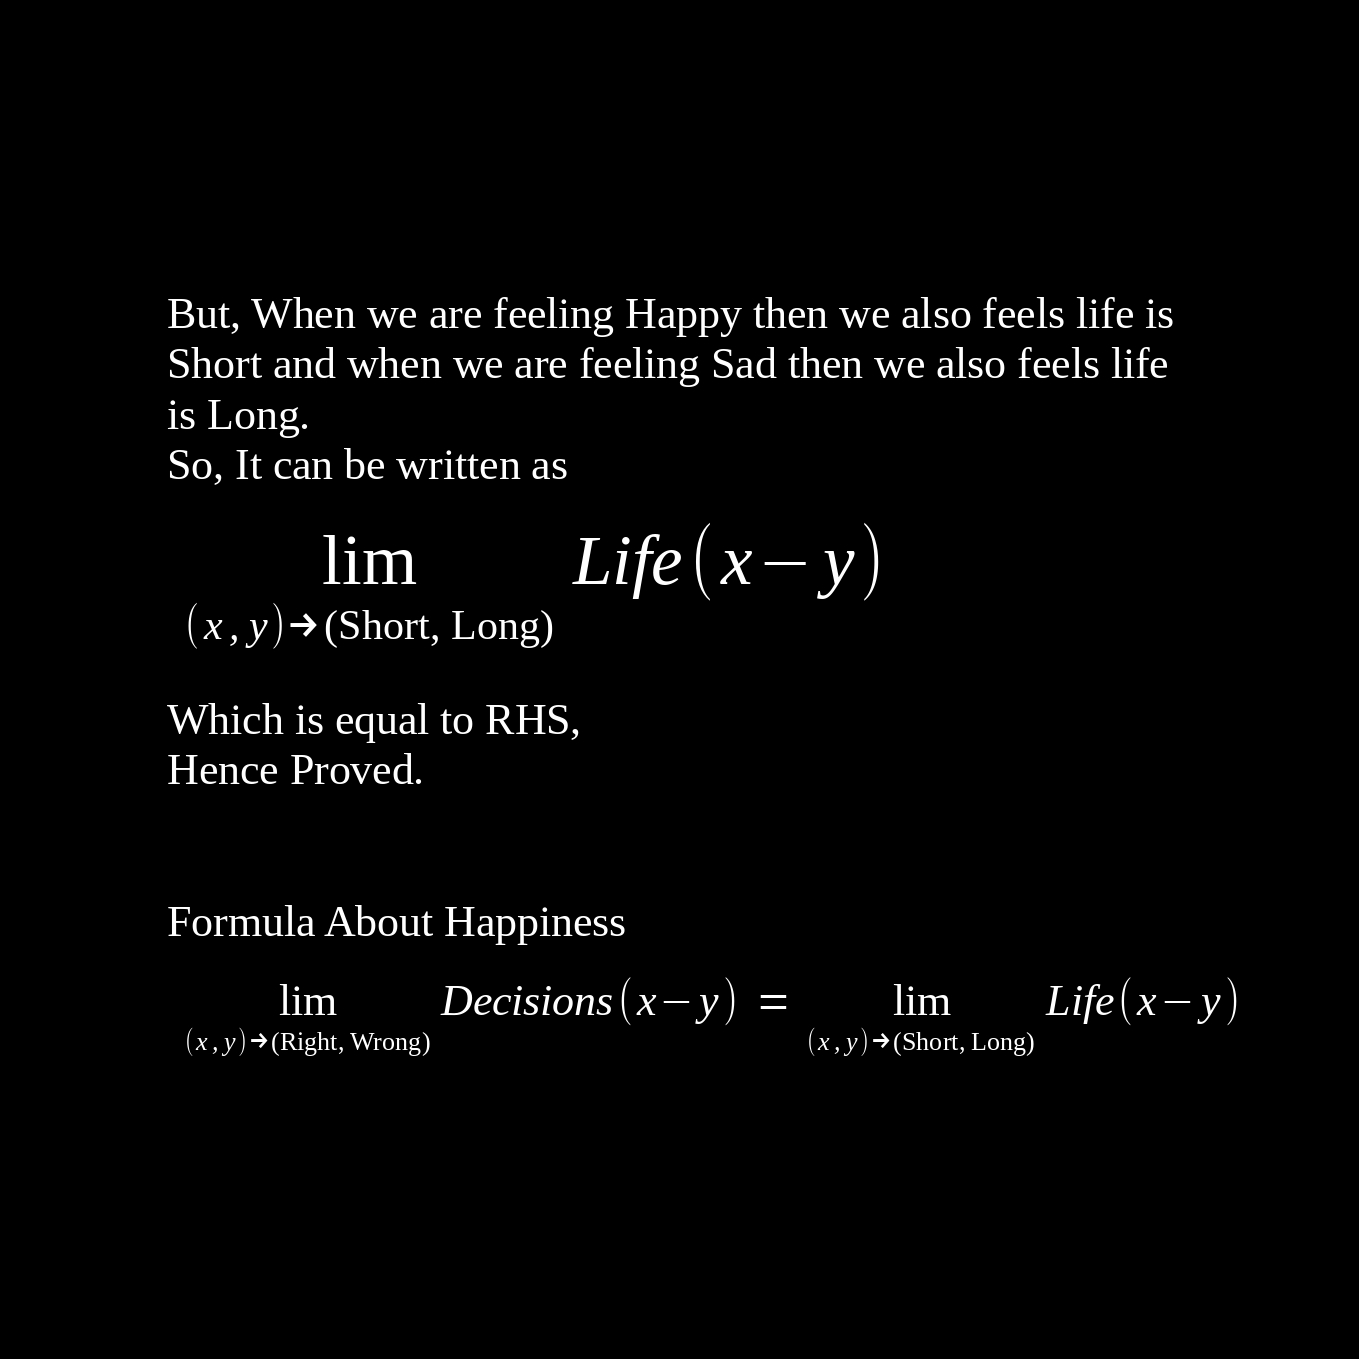 But, When we are feeling Happy then we also feels life is
Short and when we are feeling Sad then we also feels life
is Long.
So, It can be written as
lim Life(x − y)
(x, y)→(Short, Long)
Which is equal to RHS,
Hence Proved.
Formula About Happiness
lim Decisions(x − y) = lim Life(x − y)
(x, y)→(Right, Wrong) (x, y)→(Short, Long)